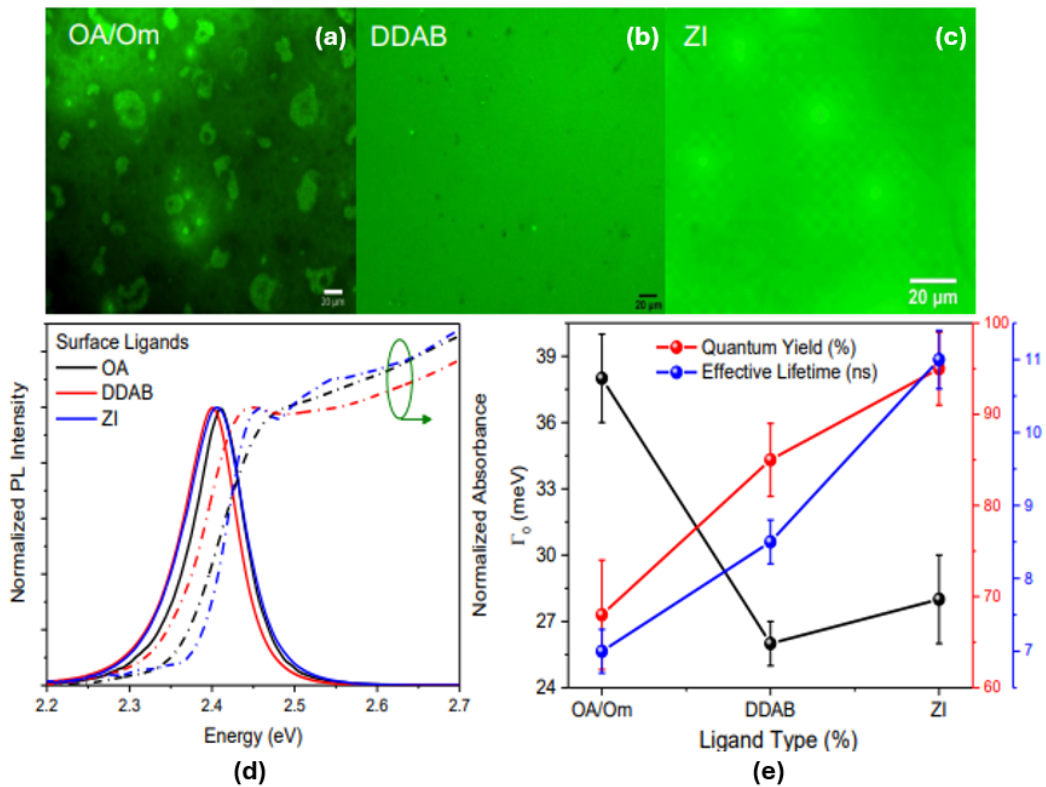 OA/Om (a)
DDAB (b)
ZI (c)
20 µm
20 µm
20 µm
Surface Ligands
OA
DDAB
ZI
Normalized PL Intensity
Normalized Absorbance
2.2 2.3 2.4 2.5 2.6 2.7
Energy (eV)
(d)
Quantum Yield (%)
Effective Lifetime (ns)
Γ0 (meV)
39
36
33
30
27
24
100
90
80
70
60
11
10
9
8
7
OA/Om DDAB ZI
Ligand Type (%)
(e)